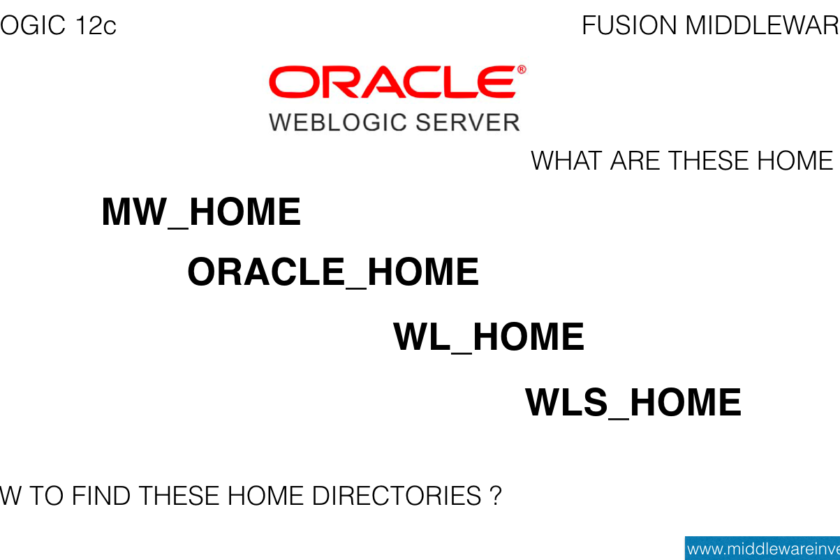 OGIC 12c
FUSION MIDDLEWAR
ORACLE®
WEBLOGIC SERVER
WHAT ARE THESE HOME
MW_HOME
ORACLE_HOME
WL_HOME
WLS_HOME
W TO FIND THESE HOME DIRECTORIES ?
www.middlewareinve